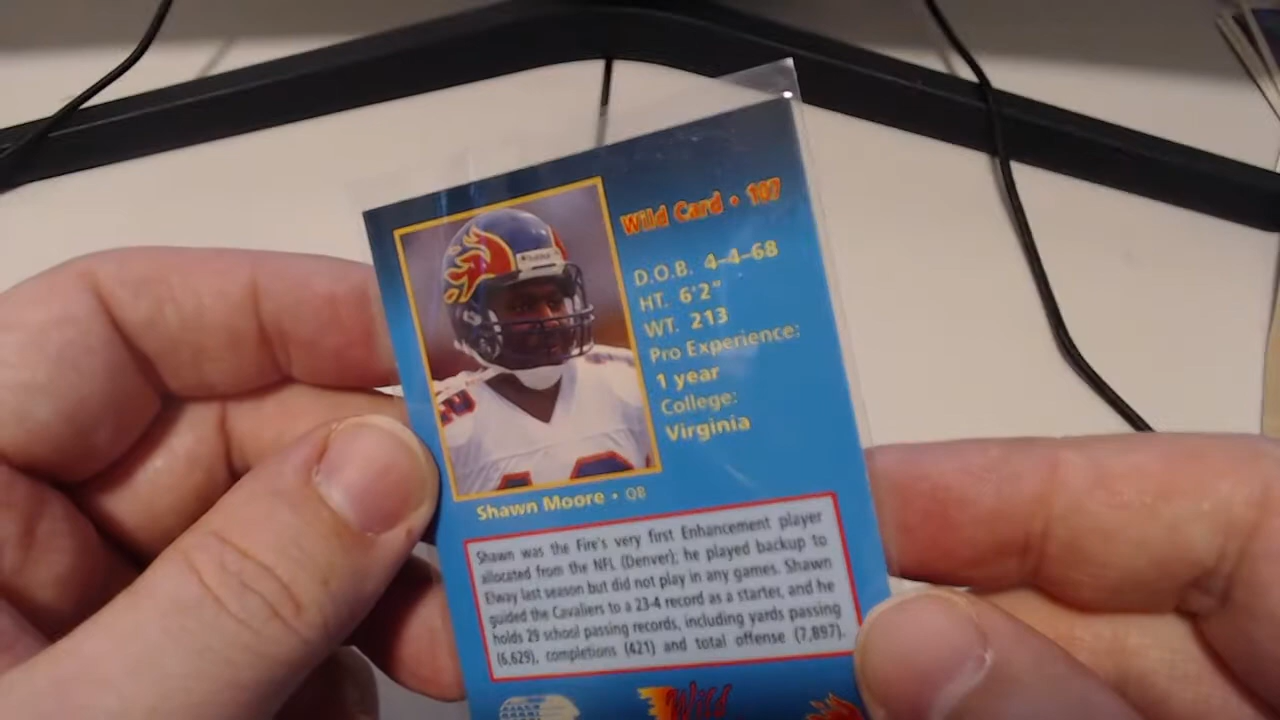 Wild Card • 107
D.O.B. 4-4-68
HT. 6'2"
WT. 213
Pro Experience:
1 year
College:
Virginia
Shawn Moore • QB
Shawn was the Fire's very first Enhancement player
allocated from the NFL (Denver); he played backup to
Elway last season but did not play in any games. Shawn
guided the Cavaliers to a 23-4 record as a starter, and he
holds 29 school passing records, including yards passing
(6,629), completions (421) and total offense (7,897).
Wild